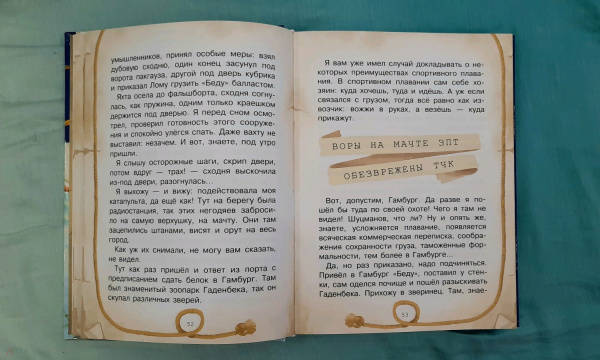 умышленников, принял особые меры: взял
дубовую сходню, один конец засунул под
ворота пакгауза, другой под дверь кубрика
и приказал Лому грузить «Беду» балластом.
Яхта осела до фальшборта, сходня согну-
лась, как пружина, одним только краешком
держится под дверью. Я перед сном осмо-
трел, проверил готовность этого сооруже-
ния и спокойно улёгся спать. Даже вахту не
выставил: незачем. И вот, знаете, под утро
пришли.
Я слышу осторожные шаги, скрип двери,
потом вдруг — трах! — сходня выскочила
из-под двери, разогнулась...
Я выхожу — и вижу: подействовала моя
катапульта, да ещё как! Тут на берегу была
радиостанция, так этих негодяев забросило
на самую верхушку, на мачту. Они там
зацепились штанами, висят и орут на весь
город.
Как уж их снимали, не могу вам сказать,
не видел.
Тут как раз пришёл и ответ из порта с
предписанием сдать белок в Гамбург. Там
был знаменитый зоопарк Гаденбека, так он
скупал различных зверей.
52
Я вам уже имел случай докладывать о не-
которых преимуществах спортивного плава-
ния. В спортивном плавании сам себе хо-
зяин: куда хочешь, туда и идёшь. А уж если
связался с грузом, тогда всё равно как из-
возчик: вожжи в руках, а везёшь — куда
прикажут.
ВОРЫ НА МАЧТЕ ЗПТ
ОБЕЗВРЕЖЕНЫ ТЧК
Вот, допустим, Гамбург. Да разве я по-
шёл бы туда по своей охоте! Чего я там не
видел! Шуцманов, что ли? Ну и опять же,
знаете, усложняется плавание, появляется
всяческая коммерческая переписка, сообра-
жения сохранности груза, таможенные фор-
мальности, тем более в Гамбурге...
Да, но раз приказано, надо подчиняться.
Привёл в Гамбург «Беду», поставил у стен-
ки, сам оделся почище и пошёл разыскивать
Гаденбека. Прихожу в зверинец. Там, знае-
53